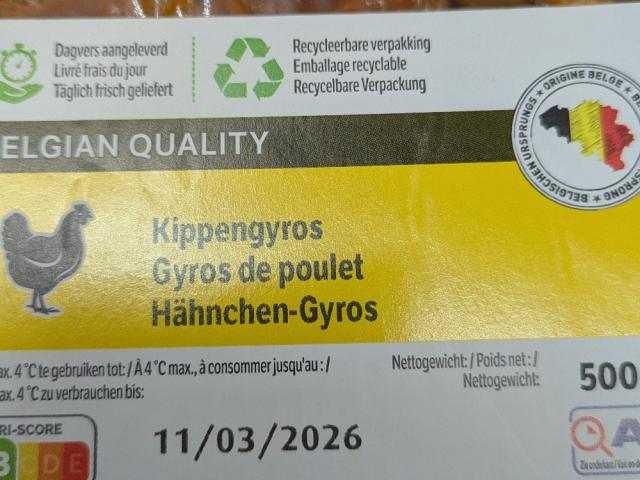 Dagvers aangeleverd
Livré frais du jour
Täglich frisch geliefert
Recycleerbare verpakking
Emballage recyclable
Recycelbare Verpackung
ELGIAN QUALITY
ORIGINE BELGE ★ B
SPRONG ★ BELGISCHEN URSPRUNGS ★
Kippengyros
Gyros de poulet
Hähnchen-Gyros
ax. 4 °C te gebruiken tot: / À 4 °C max., à consommer jusqu'au : /
ax. 4 °C zu verbrauchen bis:
Nettogewicht: / Poids net : /
Nettogewicht:
500
11/03/2026
RI-SCORE
B C D E
A